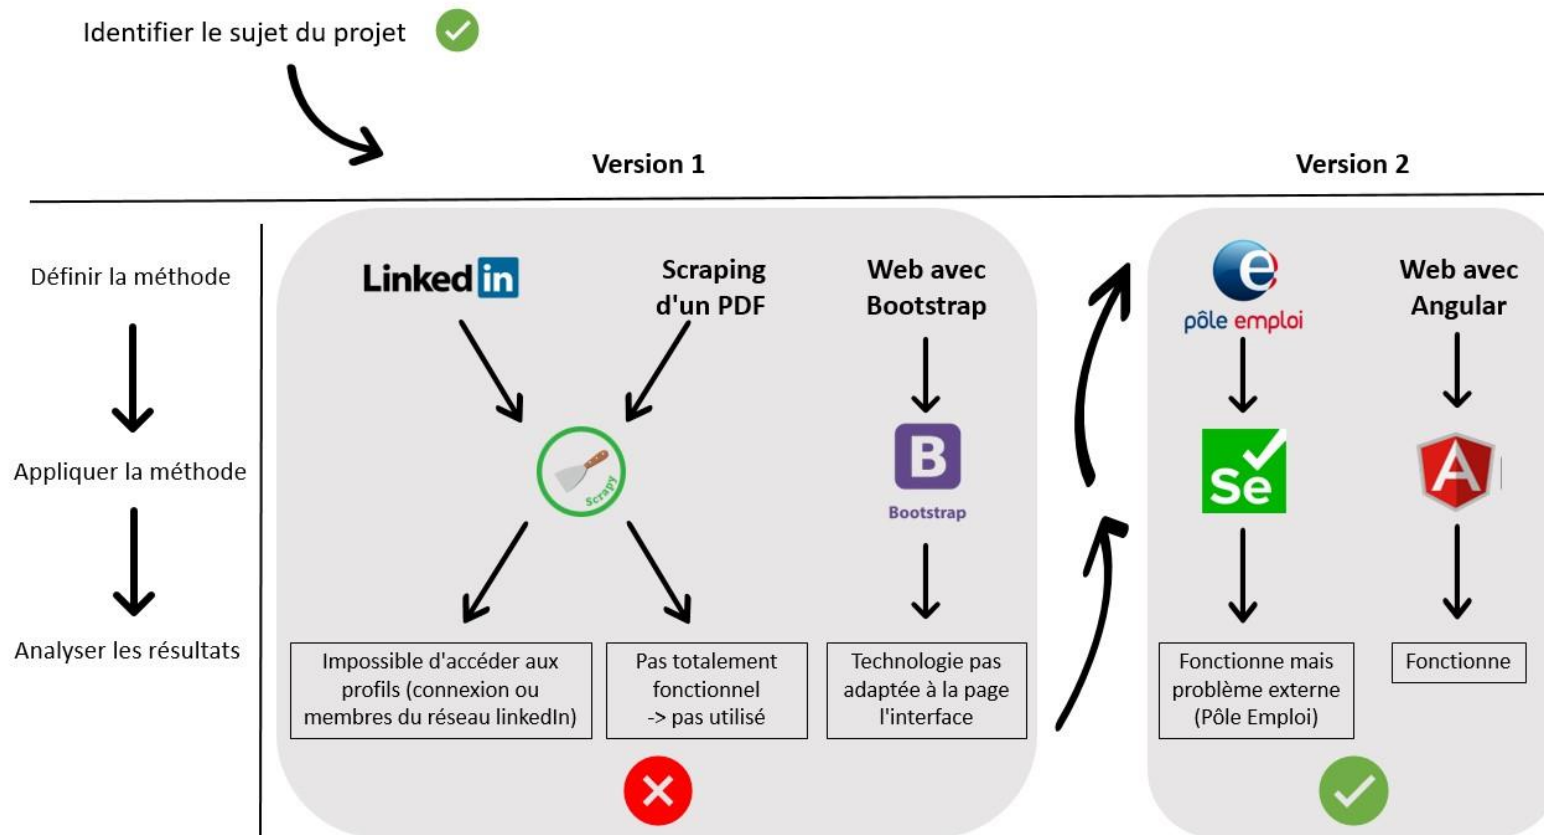 Identifier le sujet du projet
Version 1
Version 2
Définir la méthode
Linked in
Scraping
d'un PDF
Web avec
Bootstrap
pôle emploi
Web avec
Angular
Appliquer la méthode
Scrapy
B
Bootstrap
Se
A
Analyser les résultats
Impossible d'accéder aux
profils (connexion ou
membres du réseau linkedIn)
Pas totalement
fonctionnel
-> pas utilisé
Technologie pas
adaptée à la page
l'interface
Fonctionne mais
problème externe
(Pôle Emploi)
Fonctionne